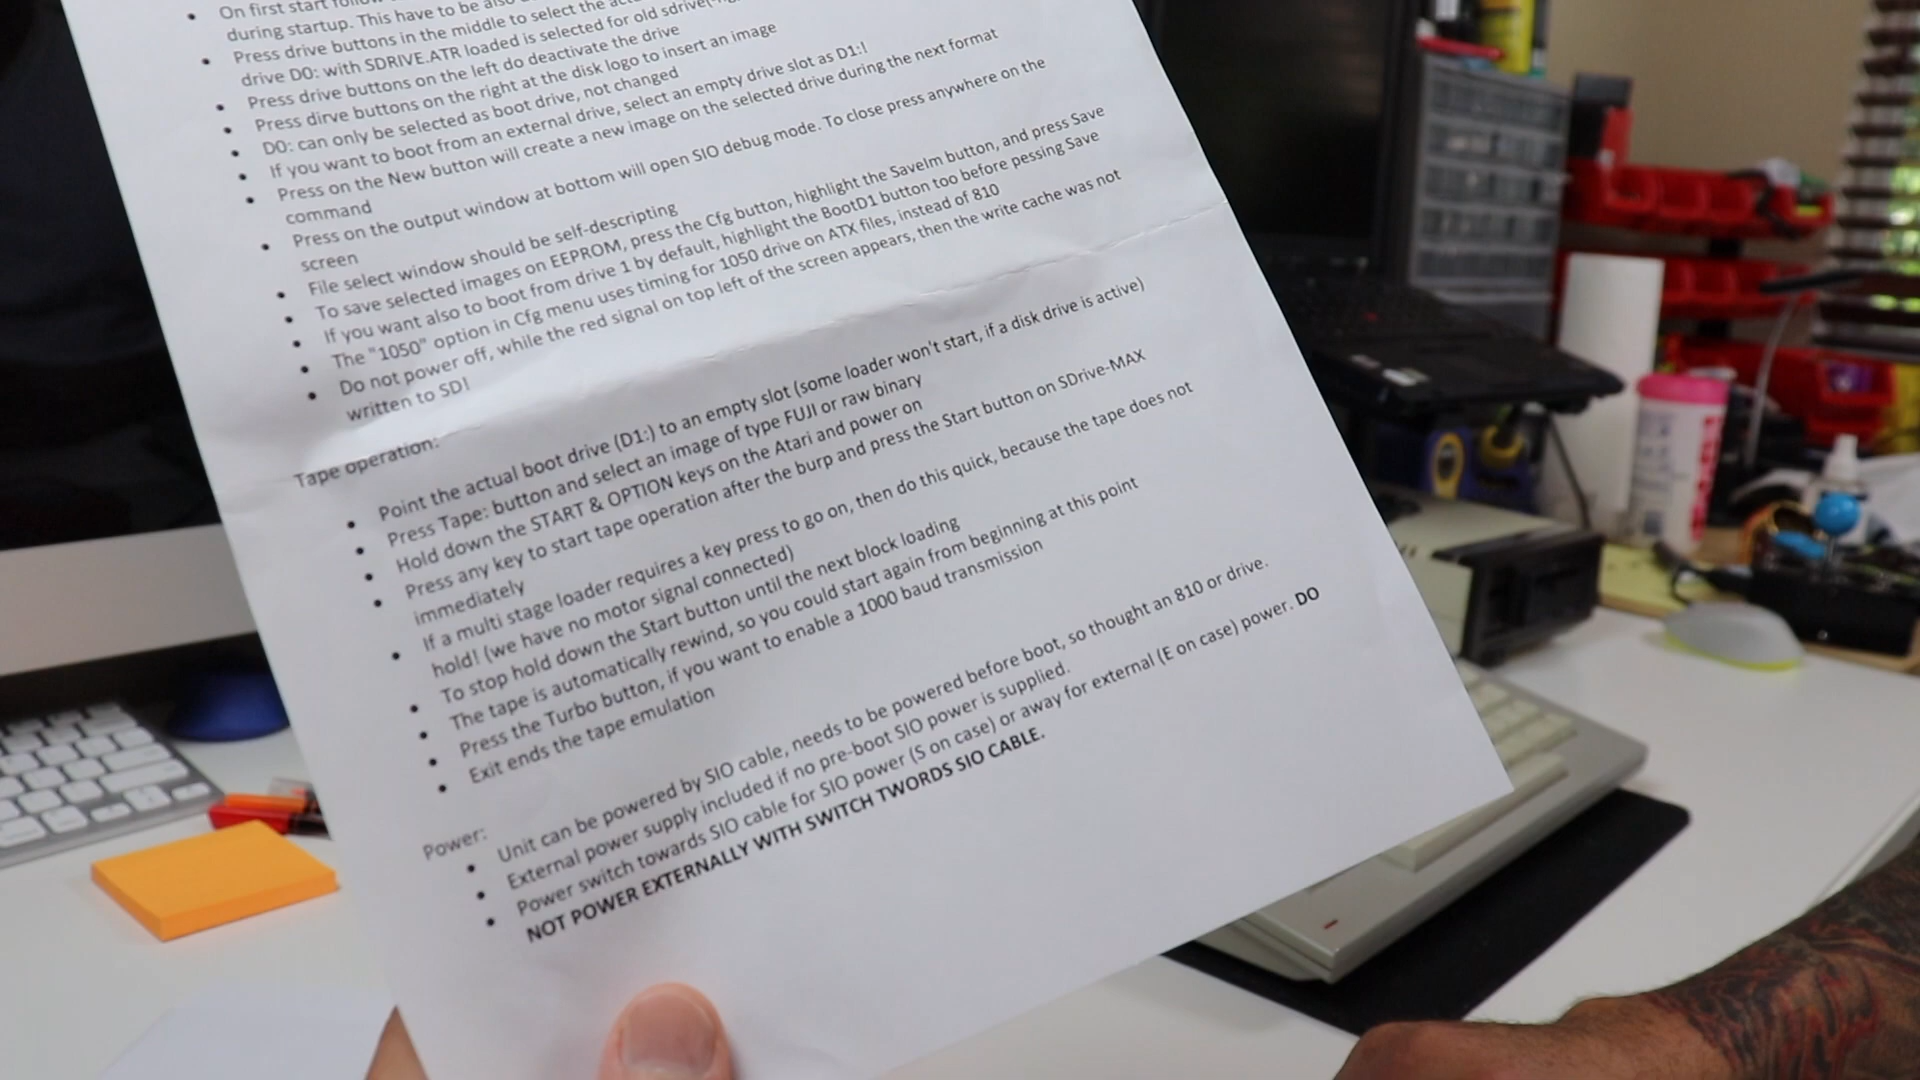 On first start follow
during startup. This have to be also
Press drive buttons in the middle to select the
drive D0: with SDRIVE.ATR loaded is selected for old
Press drive buttons on the left do deactivate the drive
Press dirve buttons on the right at the disk logo to insert an image
D0: can only be selected as boot drive, not changed
If you want to boot from an external drive, select an empty drive slot as D1:!
Press on the New button will create a new image on the selected drive during the next format
command
Press on the output window at bottom will open SIO debug mode. To close press anywhere on the
screen
File select window should be self-descripting
To save selected images on EEPROM, press the Cfg button, highlight the SaveIm button, and press Save
If you want also to boot from drive 1 by default, highlight the BootD1 button too before pessing Save
The "1050" option in Cfg menu uses timing for 1050 drive on ATX files, instead of 810
Do not power off, while the red signal on top left of the screen appears, then the write cache was not
written to SD!
Tape operation:
Point the actual boot drive (D1:) to an empty slot (some loader won't start, if a disk drive is active)
Press Tape: button and select an image of type FUJI or raw binary
Hold down the START & OPTION keys on the Atari and power on
Press any key to start tape operation after the burp and press the Start button on SDrive-MAX
immediately
If a multi stage loader requires a key press to go on, then do this quick, because the tape does not
hold! (we have no motor signal connected)
To stop hold down the Start button until the next block loading
The tape is automatically rewind, so you could start again from beginning at this point
Press the Turbo button, if you want to enable a 1000 baud transmission
Exit ends the tape emulation
Power:
Unit can be powered by SIO cable, needs to be powered before boot, so thought an 810 or drive.
External power supply included if no pre-boot SIO power is supplied.
Power switch towards SIO cable for SIO power (S on case) or away for external (E on case) power. DO
NOT POWER EXTERNALLY WITH SWITCH TWORDS SIO CABLE.